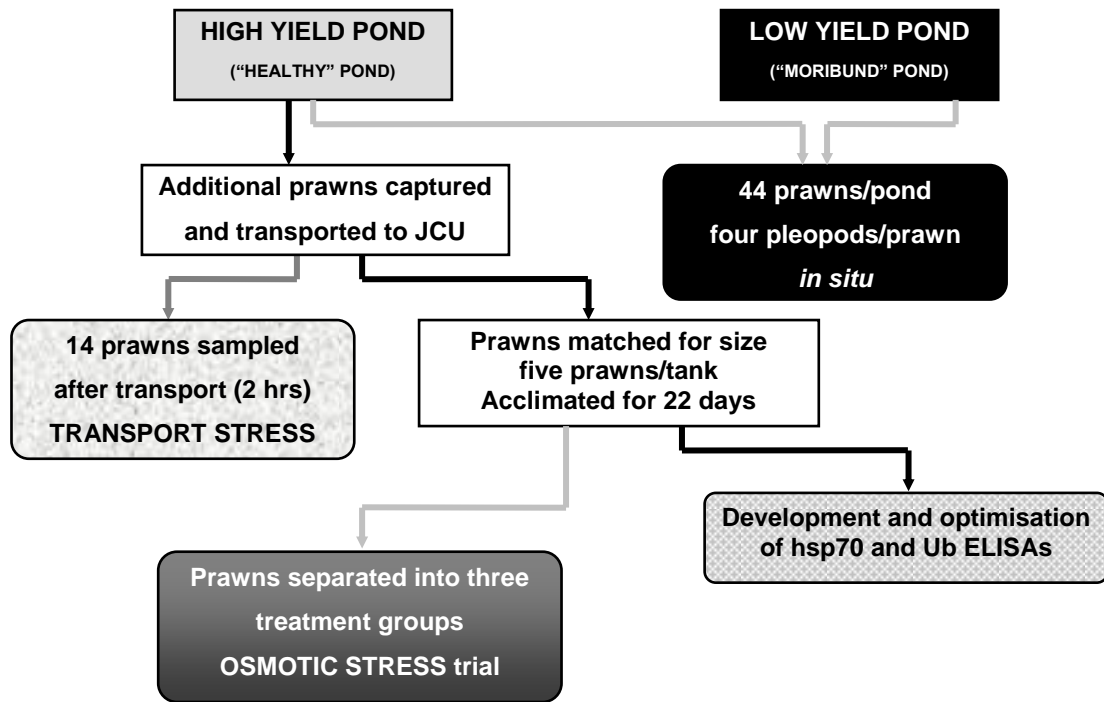 HIGH YIELD POND
(“HEALTHY” POND)
LOW YIELD POND
(“MORIBUND” POND)
Additional prawns captured
and transported to JCU
44 prawns/pond
four pleopods/prawn
in situ
14 prawns sampled
after transport (2 hrs)
TRANSPORT STRESS
Prawns matched for size
five prawns/tank
Acclimated for 22 days
Development and optimisation
of hsp70 and Ub ELISAs
Prawns separated into three
treatment groups
OSMOTIC STRESS trial